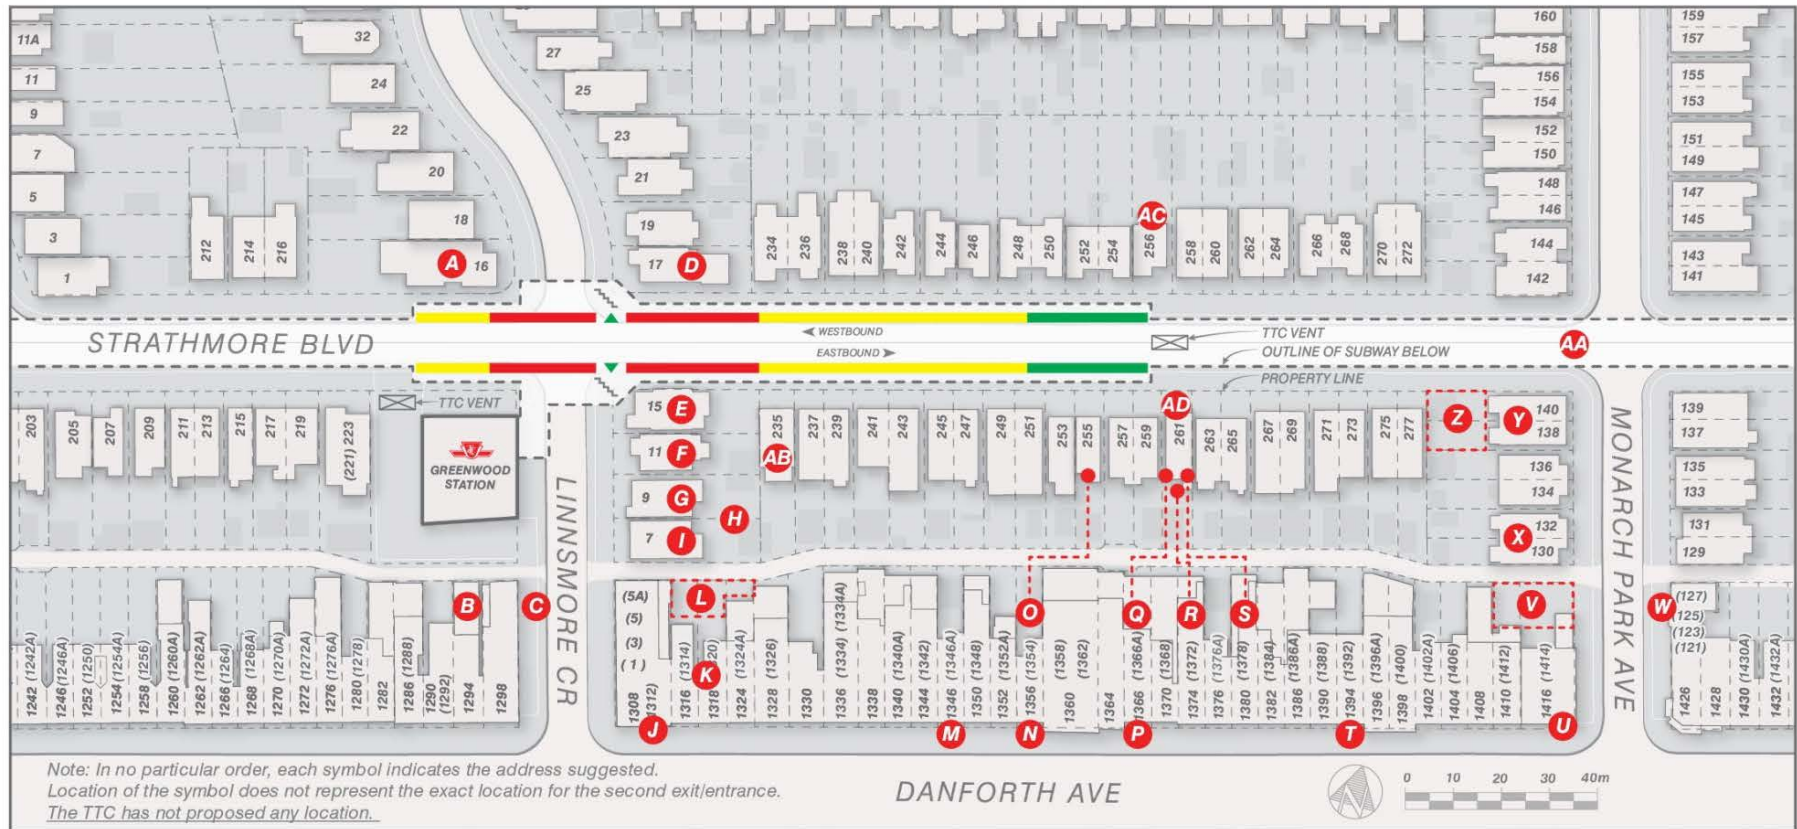 11A
32
27
160
159
157
11
24
25
158
156
155
9
154
153
22
23
152
151
7
150
149
20
21
5
148
147
146
145
18
19
AC
3
212
214
216
234
236
238
240
242
244
246
248
250
252
254
256
258
260
262
264
266
268
270
272
144
143
1
A
16
17
D
142
141
STRATHMORE BLVD
WESTBOUND
EASTBOUND
TTC VENT
OUTLINE OF SUBWAY BELOW
PROPERTY LINE
AA
TTC VENT
203
205
207
209
211
213
215
217
219
(221) 223
GREENWOOD
STATION
15
E
11
F
9
G
7
I
H
235
AB
237
239
241
243
245
247
249
251
253
255
257
259
AD
261
263
265
267
269
271
273
275
277
Z
Y
140
138
139
137
136
134
135
133
X
132
130
131
129
LINNSMORE CR
MONARCH PARK AVE
B
C
(5A)
(5)
(3)
(1)
L
K
O
Q
R
S
V
W
(127)
(125)
(123)
(121)
1242 (1242A)
1246 (1246A)
1252 (1250)
1254 (1254A)
1258 (1256)
1260 (1260A)
1262 (1262A)
1266 (1264)
1268 (1268A)
1270 (1270A)
1272 (1272A)
1276 (1276A)
1280 (1278)
1282
1286 (1288)
1290
(1292)
1294
1298
1308
(1312)
1316 (1314)
1318
1324 (1324A)
1328 (1326)
1330
1336 (1334) (1334A)
1338
1340 (1340A)
1344 (1342)
1346 (1346A)
1350 (1348)
1352 (1352A)
1356 (1354)
1360
(1358)
(1362)
1364
1366 (1366A)
1370 (1368)
1374 (1372)
1376 (1376A)
1380 (1378)
1382 (1384A)
1386 (1386A)
1390 (1388)
1394 (1392)
1396 (1396A)
1398 (1400)
1402 (1402A)
1404 (1406)
1408
1410 (1412)
1416 (1414)
1426
1428
1430 (1430A)
1432 (1432A)
J
M
N
P
T
U
DANFORTH AVE
Note: In no particular order, each symbol indicates the address suggested.
Location of the symbol does not represent the exact location for the second exit/entrance.
The TTC has not proposed any location.
0 10 20 30 40m